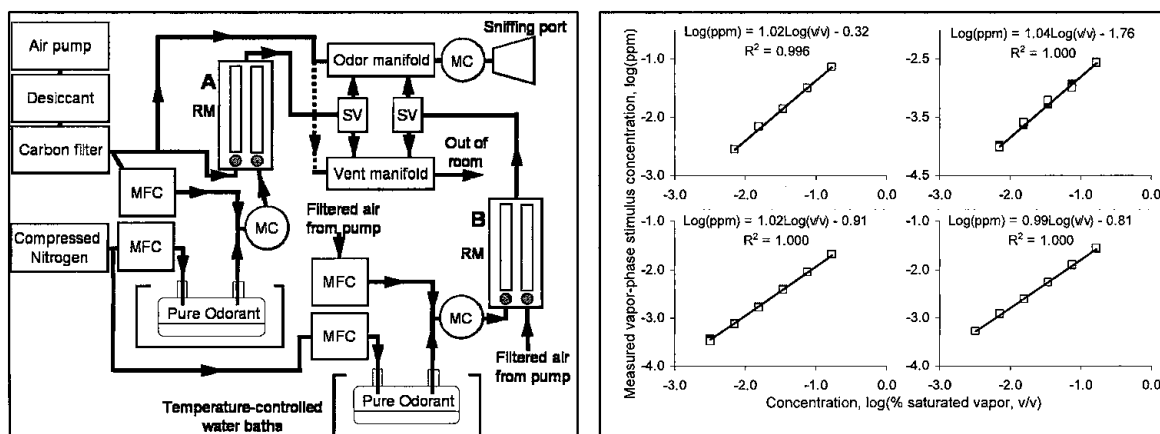 Air pump
Desiccant
Carbon filter
Compressed
Nitrogen
MFC
MFC
Pure Odorant
A
RM
MC
Odor manifold
MC
Sniffing port
SV
SV
Vent manifold
Out of
room
Filtered air
from pump
MFC
MFC
MC
B
RM
Filtered air
from pump
Pure Odorant
Temperature-controlled
water baths
Measured vapor-phase stimulus concentration, log(ppm)
Log(ppm) = 1.02Log(v/v) - 0.32
R² = 0.996
-1.0
-2.0
-3.0
-3.0 -2.0 -1.0 0.0
Log(ppm) = 1.04Log(v/v) - 1.76
R² = 1.000
-2.5
-3.5
-4.5
-3.0 -2.0 -1.0 0.0
Log(ppm) = 1.02Log(v/v) - 0.91
R² = 1.000
-1.0
-2.0
-3.0
-4.0
-3.0 -2.0 -1.0 0.0
Log(ppm) = 0.99Log(v/v) - 0.81
R² = 1.000
-1.0
-2.0
-3.0
-4.0
-3.0 -2.0 -1.0 0.0
Concentration, log(% saturated vapor, v/v)